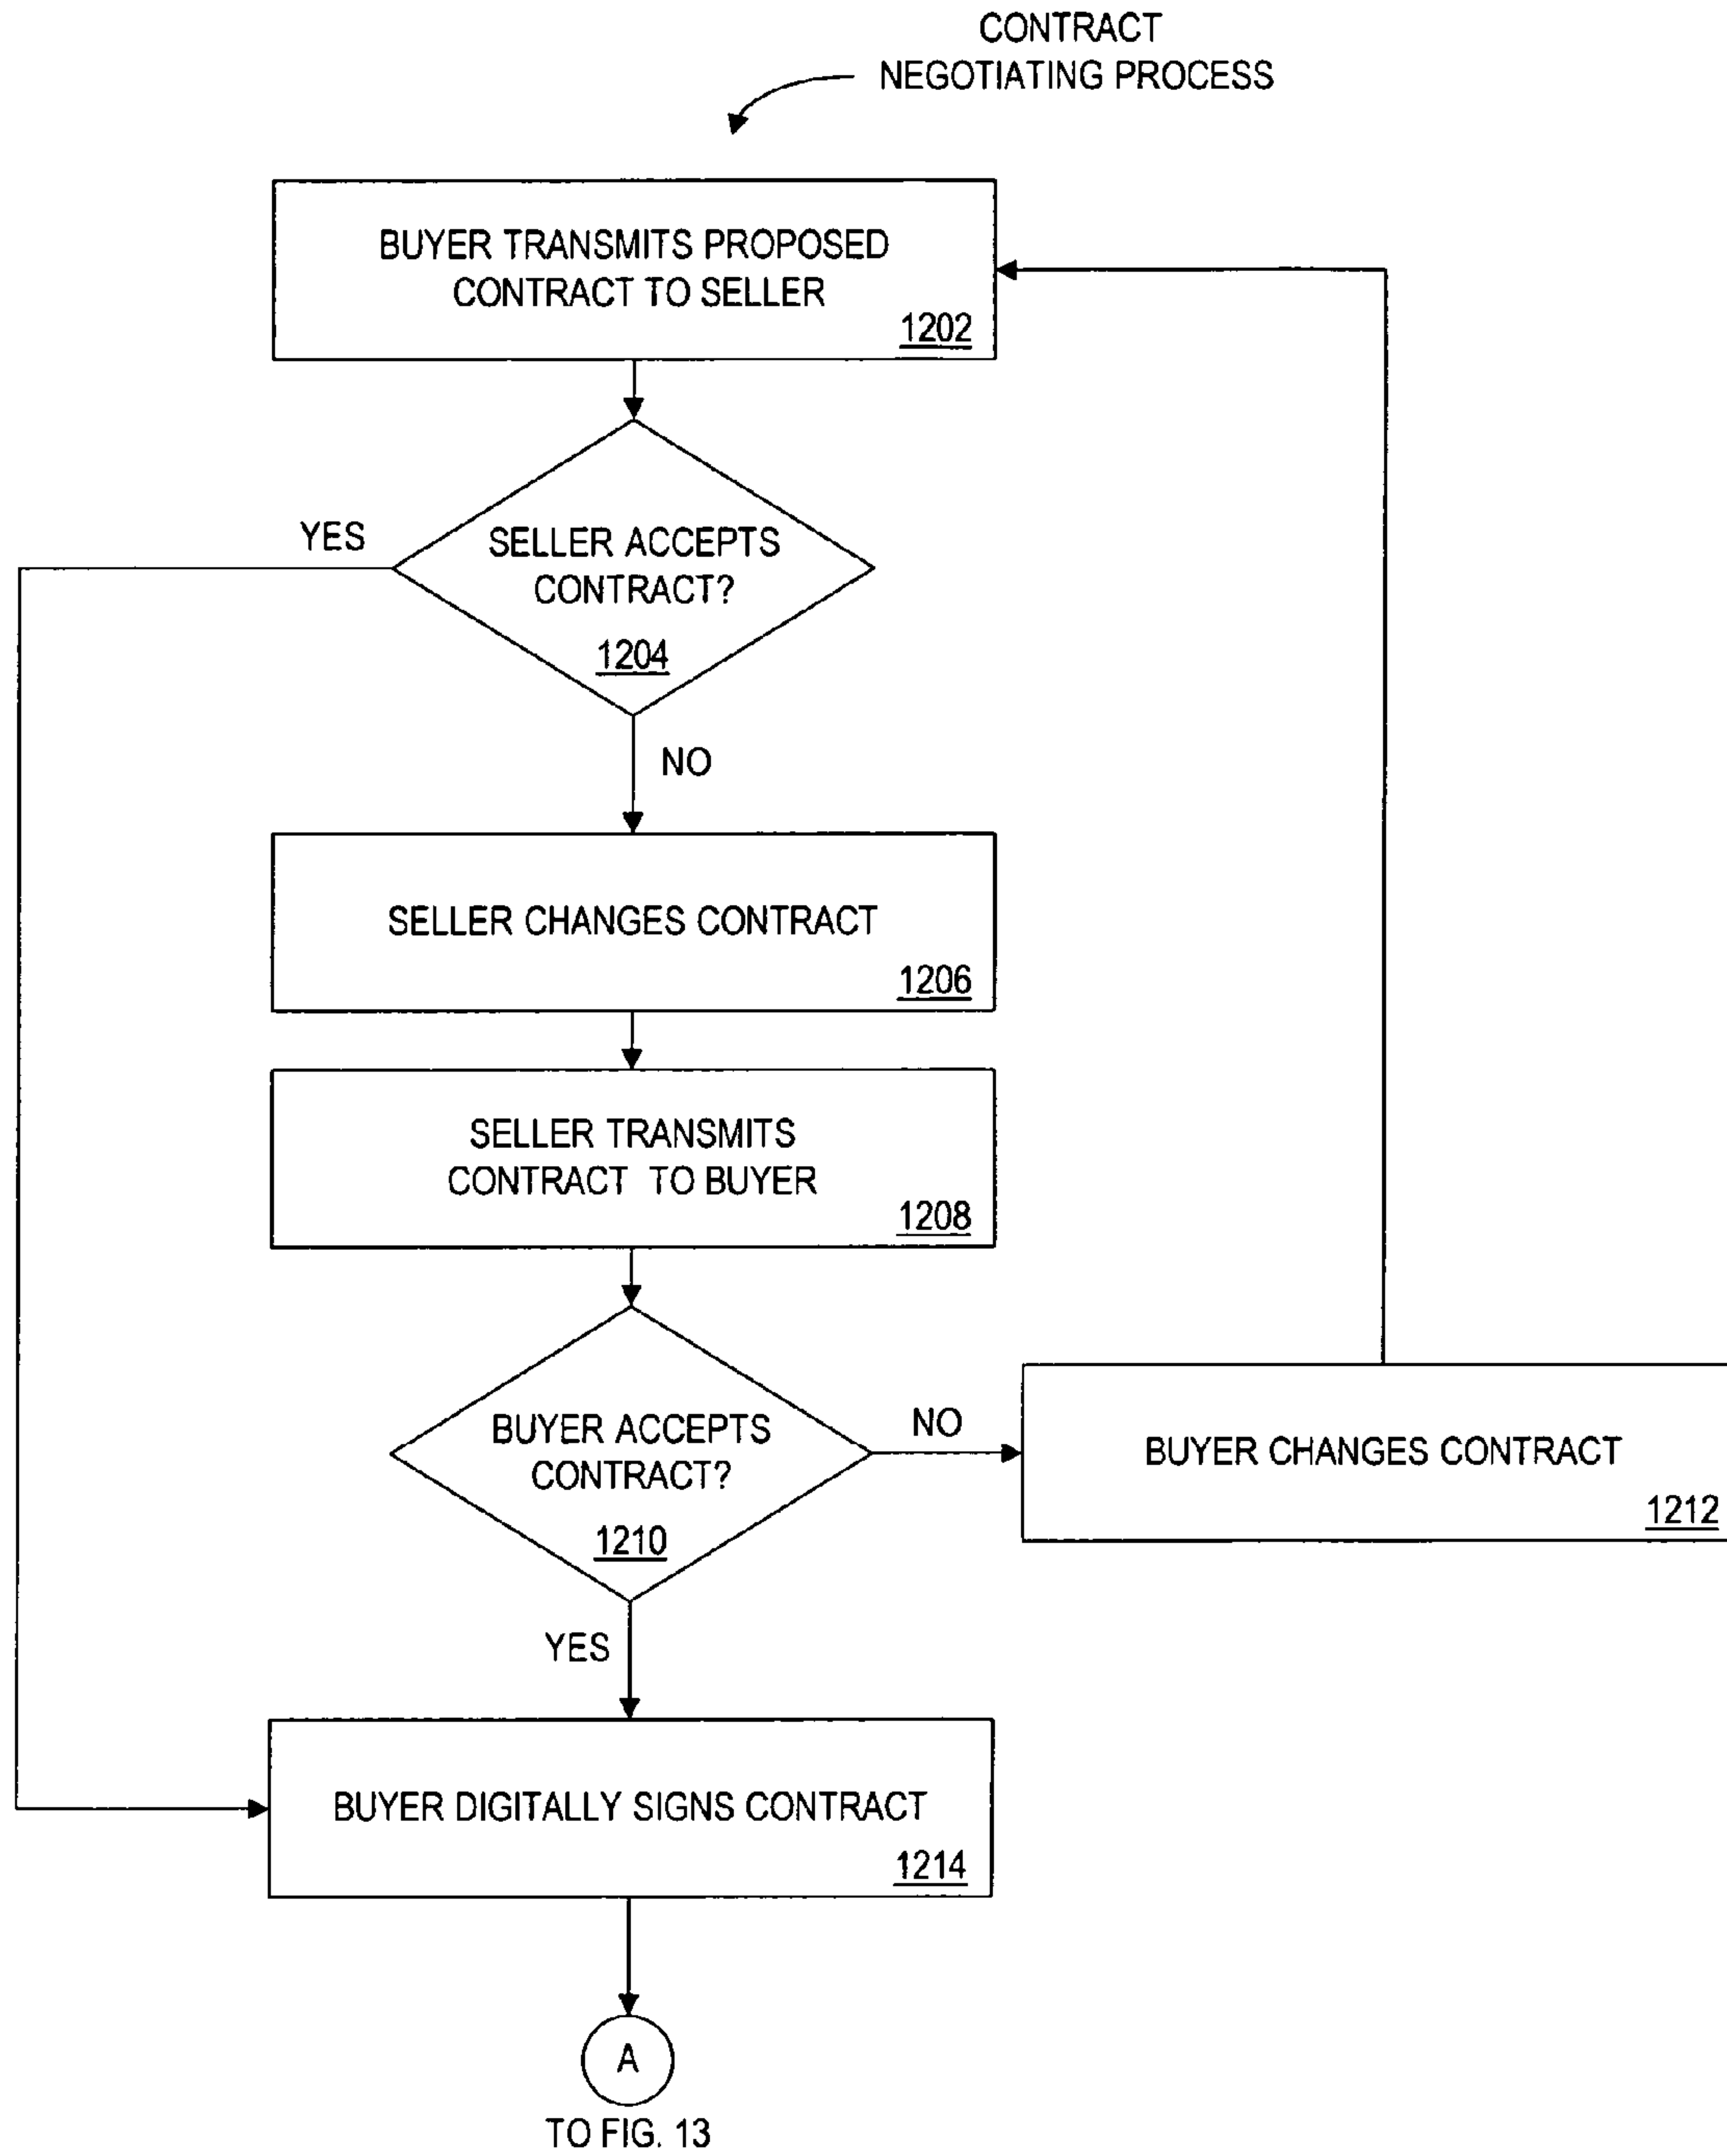 CONTRACT
NEGOTIATING PROCESS
BUYER TRANSMITS PROPOSED
CONTRACT TO SELLER
1202
YES
SELLER ACCEPTS
CONTRACT?
1204
NO
SELLER CHANGES CONTRACT
1206
SELLER TRANSMITS
CONTRACT TO BUYER
1208
BUYER ACCEPTS
CONTRACT?
1210
NO
BUYER CHANGES CONTRACT
1212
YES
BUYER DIGITALLY SIGNS CONTRACT
1214
A
TO FIG. 13